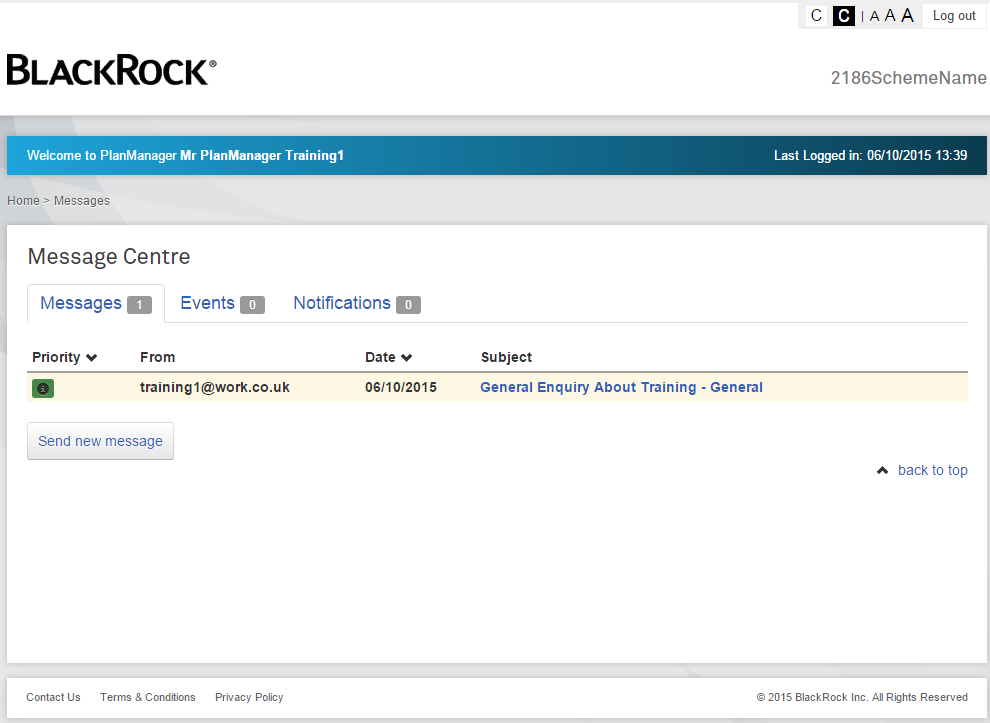 C C | A A A Log out
BLACKROCK®
2186SchemeName
Welcome to PlanManager Mr PlanManager Training1 Last Logged in: 06/10/2015 13:39
Home > Messages
Message Centre
Messages 1 Events 0 Notifications 0
Priority From Date Subject
training1@work.co.uk 06/10/2015 General Enquiry About Training - General
Send new message
back to top
Contact Us Terms & Conditions Privacy Policy © 2015 BlackRock Inc. All Rights Reserved